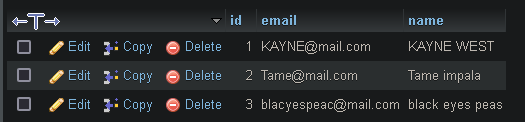 id email name
Edit Copy Delete 1 KAYNE@mail.com KAYNE WEST
Edit Copy Delete 2 Tame@mail.com Tame impala
Edit Copy Delete 3 blacyespeac@mail.com black eyes peas